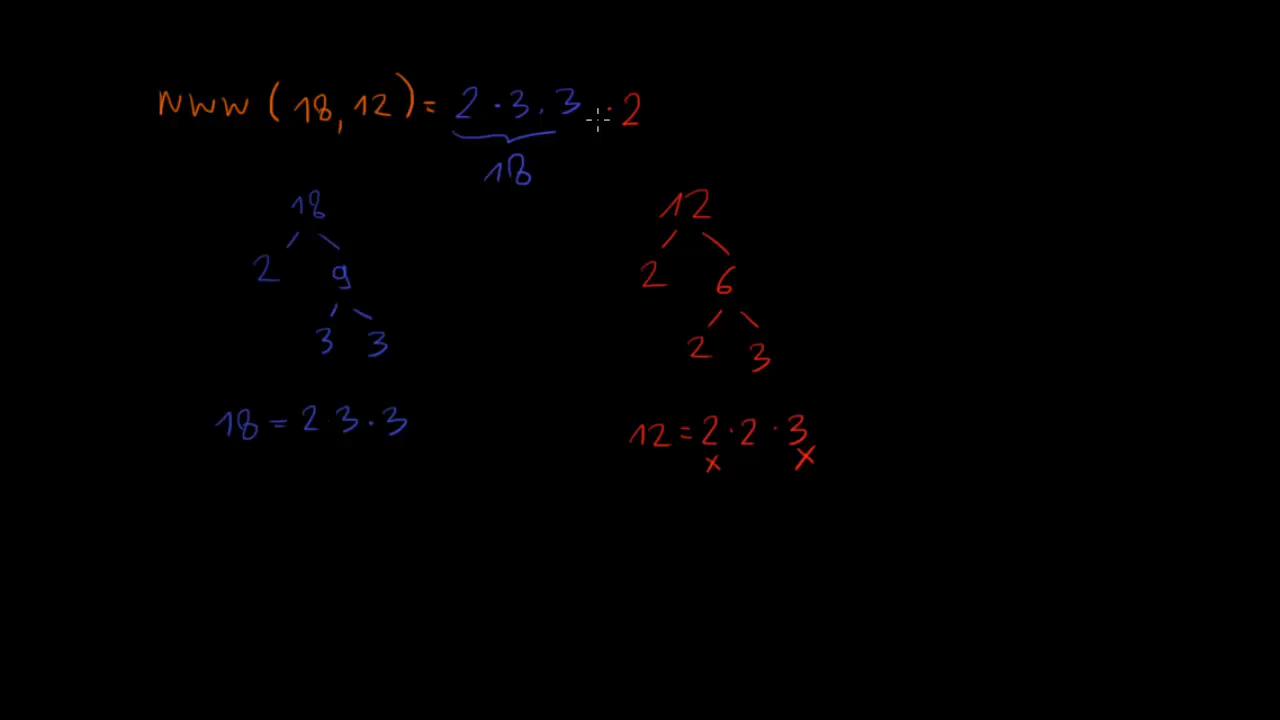 NWW (18, 12) = 2 · 3 · 3 · 2
18
18
2 9
3 3
18 = 2 3 · 3
12
2 6
2 3
12 = 2 · 2 · 3
x x